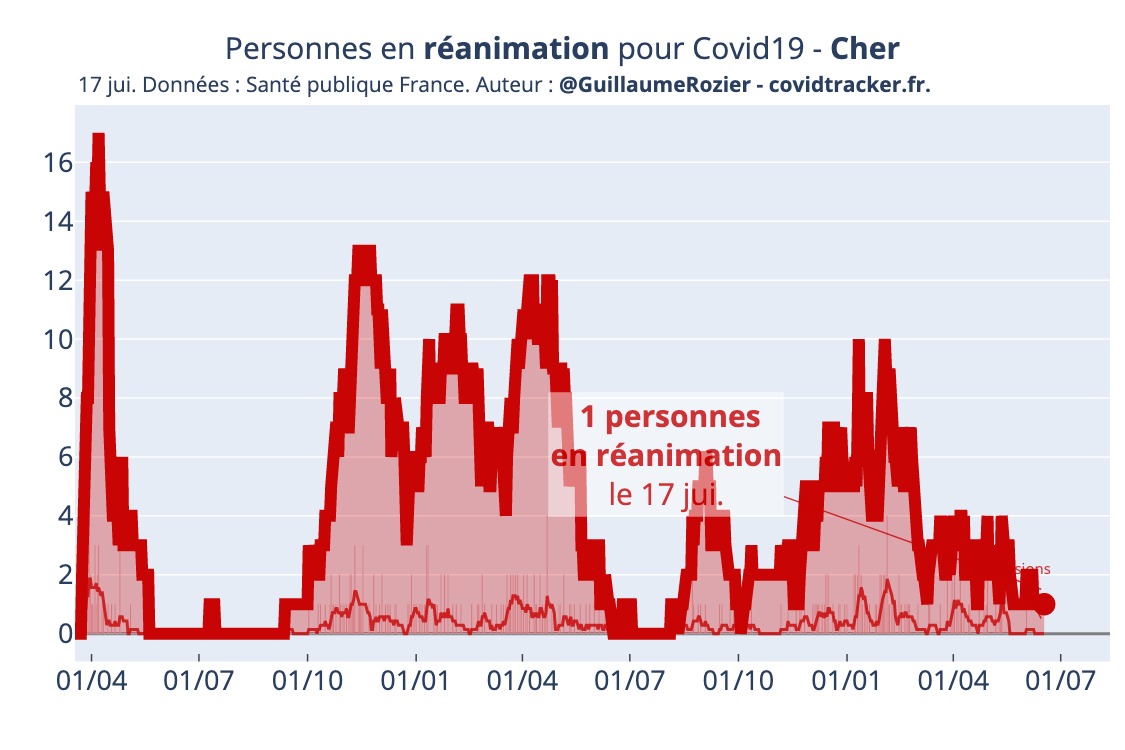 Personnes en réanimation pour Covid19 - Cher
17 jui. Données : Santé publique France. Auteur : @GuillaumeRozier - covidtracker.fr.
16
14
12
10
8
6
4
2
0
1 personnes
en réanimation
le 17 jui.
01/04 01/07 01/10 01/01 01/04 01/07 01/10 01/01 01/04 01/07